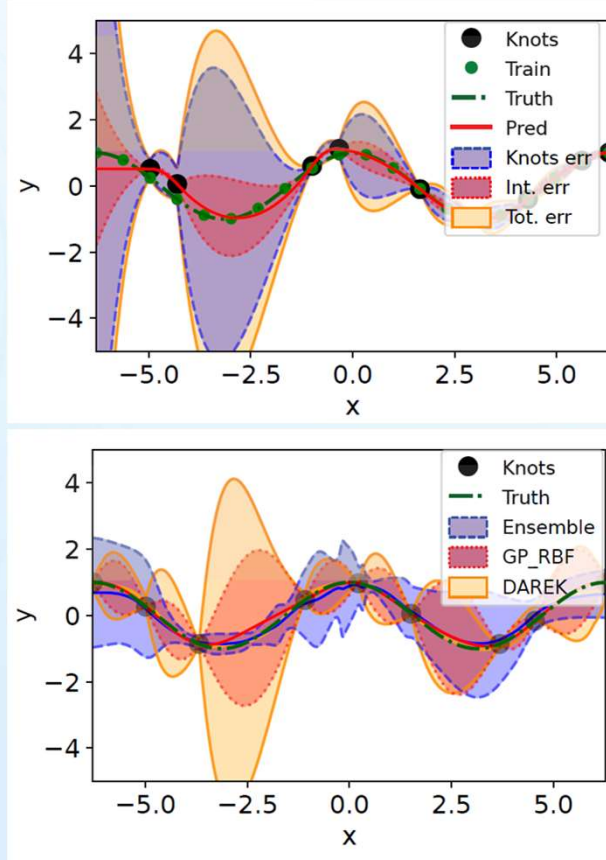 4
2
0
−2
−4
y
Knots
Train
Truth
Pred
Knots err
Int. err
Tot. err
−5.0
−2.5
0.0
2.5
5.0
x
4
2
0
−2
−4
y
Knots
Truth
Ensemble
GP_RBF
DAREK
−5.0
−2.5
0.0
2.5
5.0
x